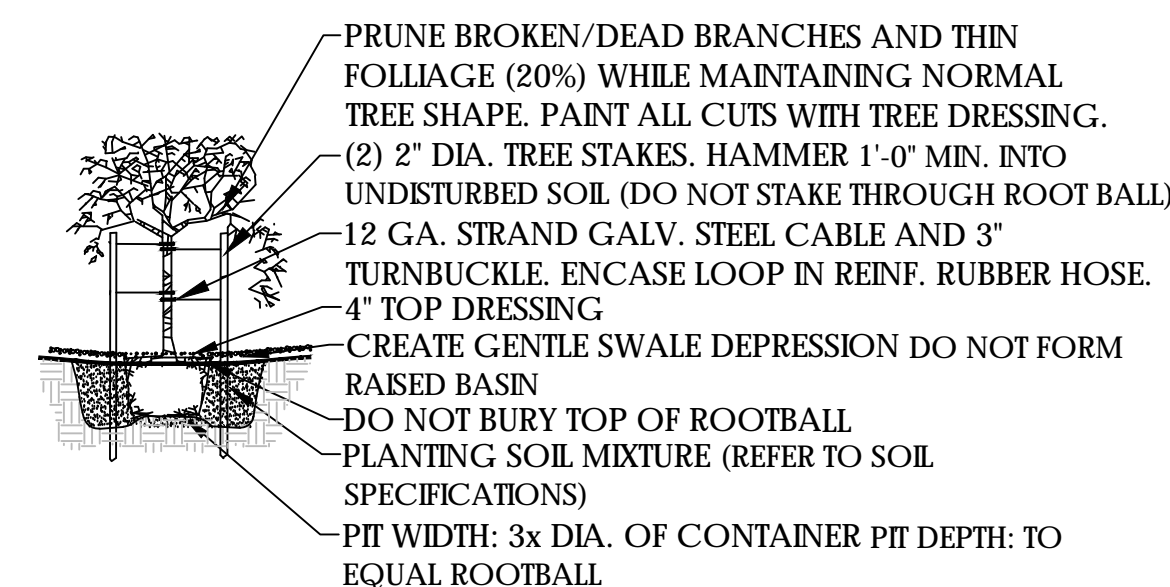 PRUNE BROKEN/DEAD BRANCHES AND THIN
FOLLIAGE (20%) WHILE MAINTAINING NORMAL
TREE SHAPE. PAINT ALL CUTS WITH TREE DRESSING.
(2) 2" DIA. TREE STAKES. HAMMER 1'-0" MIN. INTO
UNDISTURBED SOIL (DO NOT STAKE THROUGH ROOT BALL)
12 GA. STRAND GALV. STEEL CABLE AND 3"
TURNBUCKLE. ENCASE LOOP IN REINF. RUBBER HOSE.
4" TOP DRESSING
CREATE GENTLE SWALE DEPRESSION DO NOT FORM
RAISED BASIN
DO NOT BURY TOP OF ROOTBALL
PLANTING SOIL MIXTURE (REFER TO SOIL
SPECIFICATIONS)
PIT WIDTH: 3x DIA. OF CONTAINER PIT DEPTH: TO
EQUAL ROOTBALL